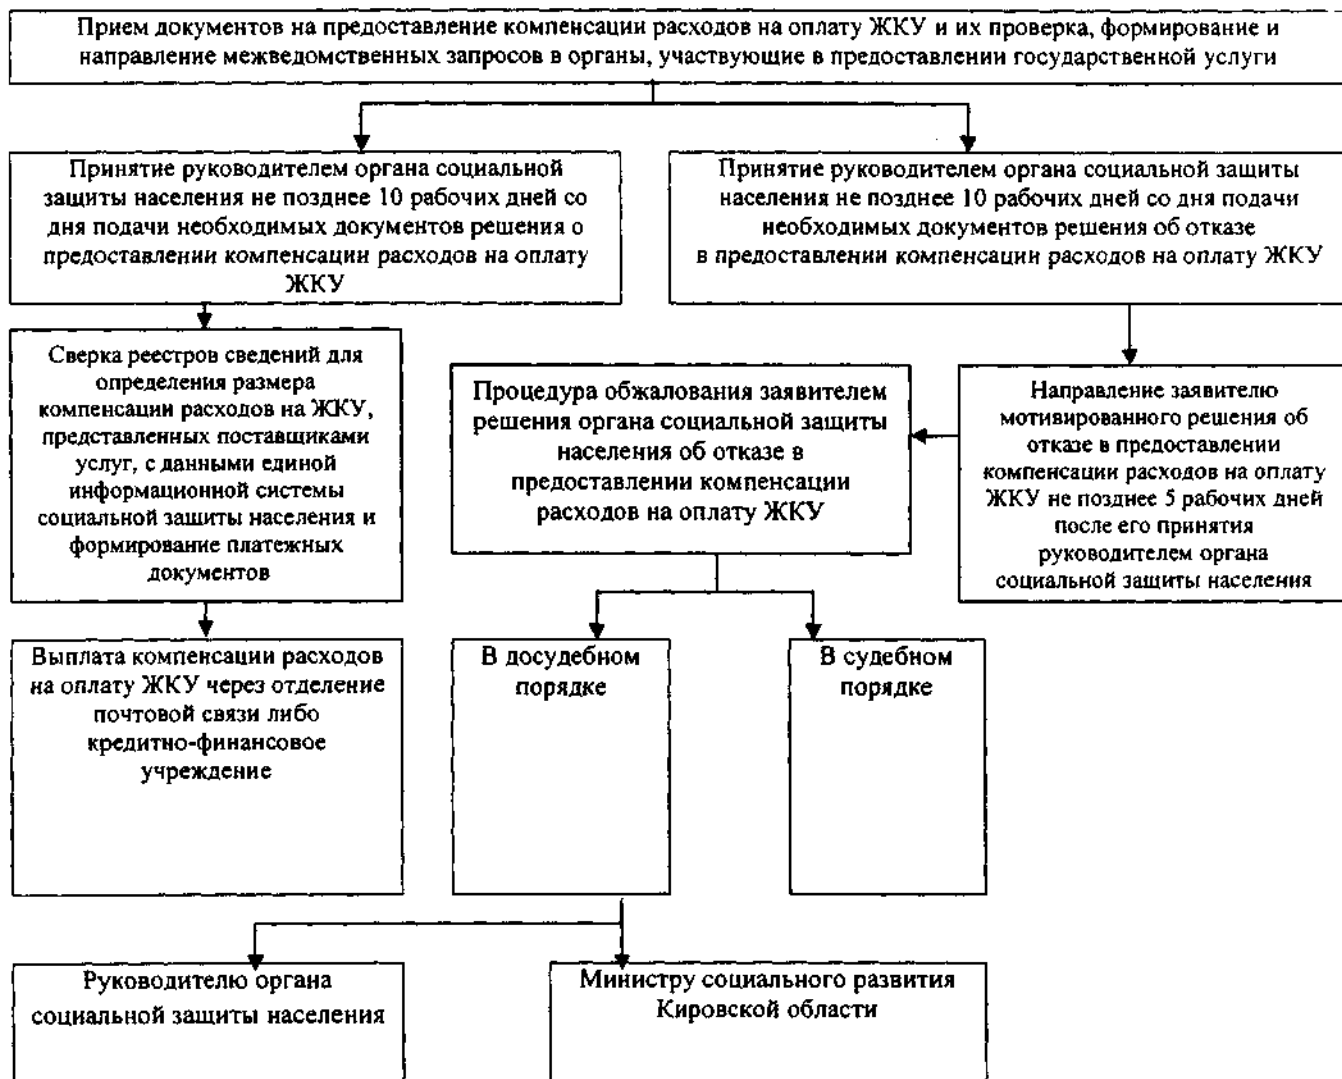 Прием документов на предоставление компенсации расходов на оплату ЖКУ и их проверка, формирование и
направление межведомственных запросов в органы, участвующие в предоставлении государственной услуги
Принятие руководителем органа социальной
защиты населения не позднее 10 рабочих дней со
дня подачи необходимых документов решения о
предоставлении компенсации расходов на оплату
ЖКУ
Принятие руководителем органа социальной защиты
населения не позднее 10 рабочих дней со дня подачи
необходимых документов решения об отказе
в предоставлении компенсации расходов на оплату ЖКУ
Сверка реестров сведений для
определения размера
компенсации расходов на ЖКУ,
представленных поставщиками
услуг, с данными единой
информационной системы
социальной защиты населения и
формирование платежных
документов
Процедура обжалования заявителем
решения органа социальной защиты
населения об отказе в
предоставлении компенсации
расходов на оплату ЖКУ
Направление заявителю
мотивированного решения об
отказе в предоставлении
компенсации расходов на оплату
ЖКУ не позднее 5 рабочих дней
после его принятия
руководителем органа
социальной защиты населения
Выплата компенсации расходов
на оплату ЖКУ через отделение
почтовой связи либо
кредитно-финансовое
учреждение
В досудебном
порядке
В судебном
порядке
Руководителю органа
социальной защиты населения
Министру социального развития
Кировской области